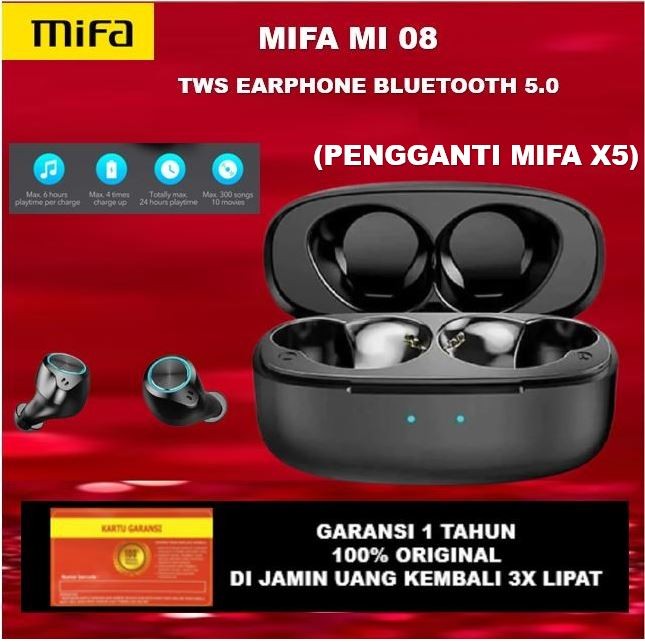 mifa
MIFA MI 08
TWS EARPHONE BLUETOOTH 5.0
(PENGGANTI MIFA X5)
Max. 6 hours
playtime per charge
Max. 4 times
charge up
Totally max.
24 hours playtime
Max. 300 songs
10 movies
KARTU GARANSI
Nomor barcode :
GARANSI 1 TAHUN
100% ORIGINAL
DI JAMIN UANG KEMBALI 3X LIPAT